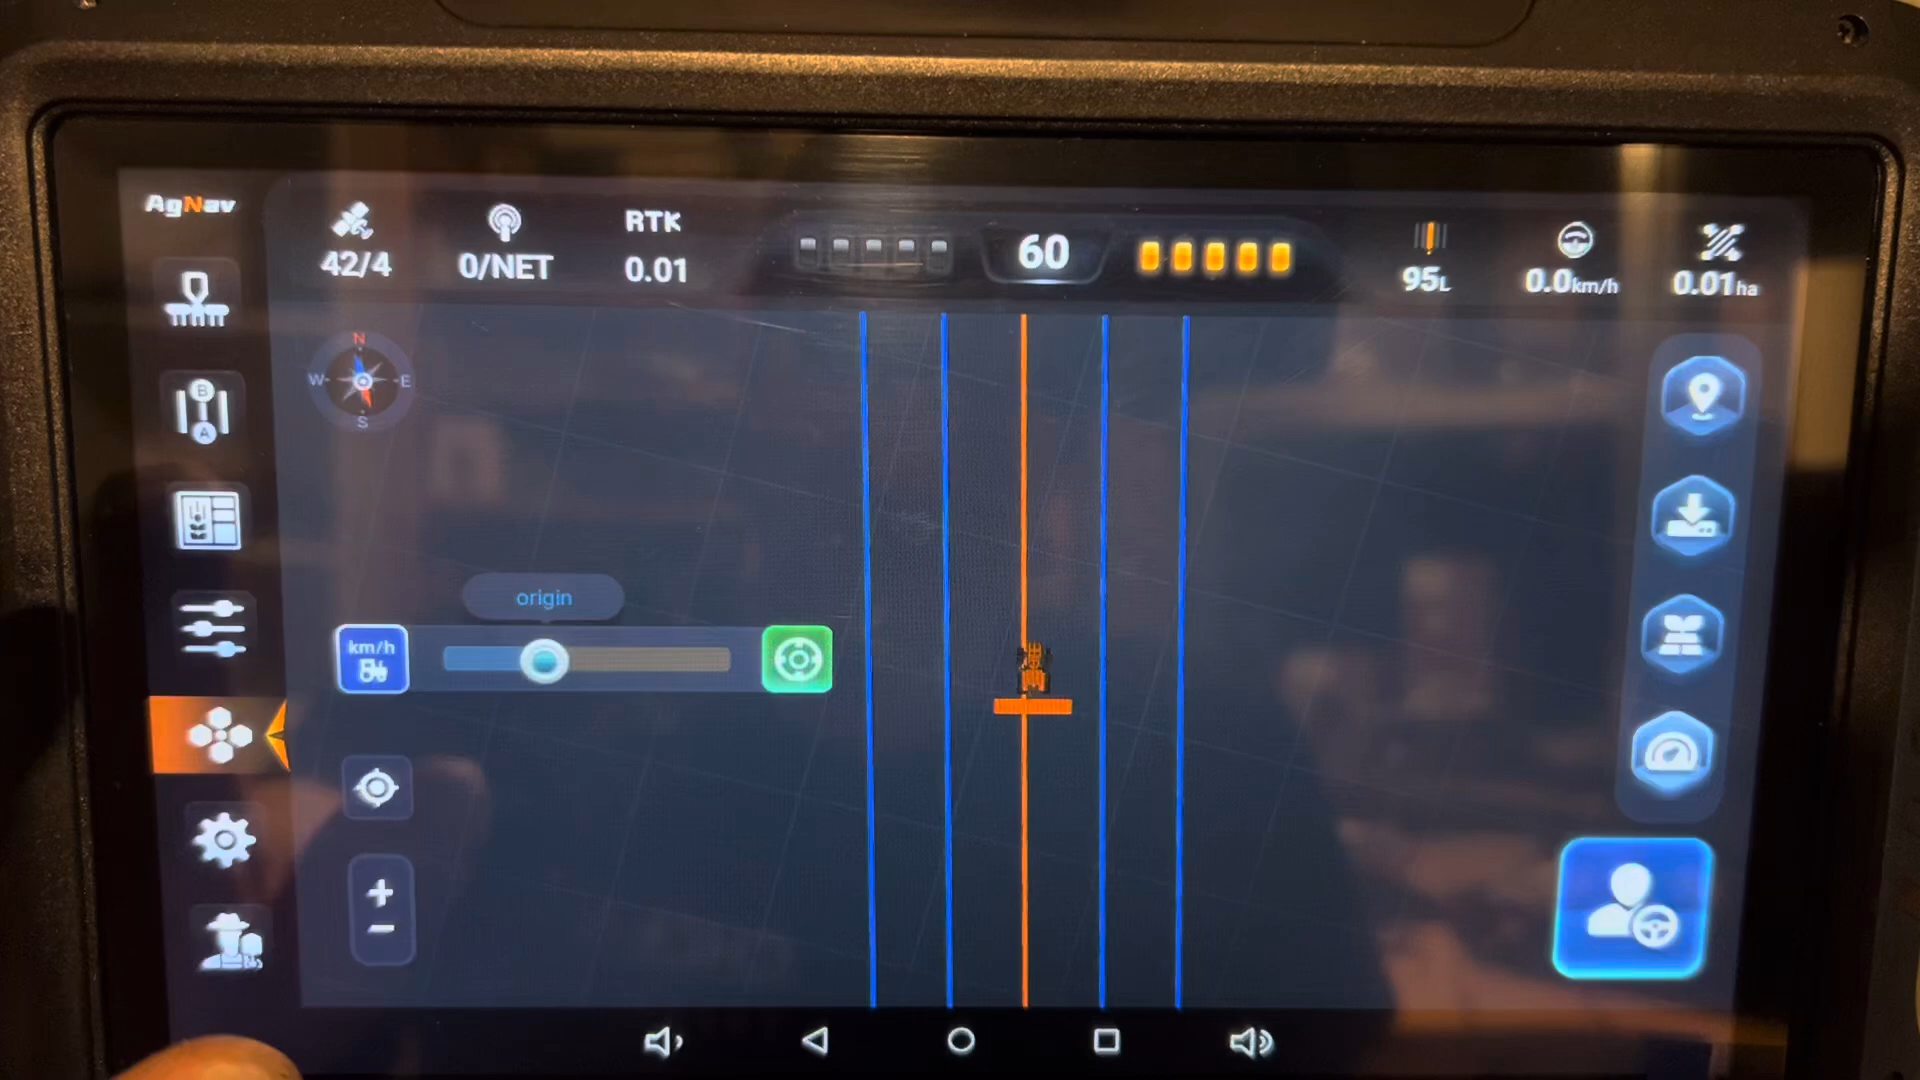 AgNav
42/4
0/NET
RTK
0.01
60
95L
0.0km/h
0.01ha
N
W
E
S
B
A
origin
km/h
+
-